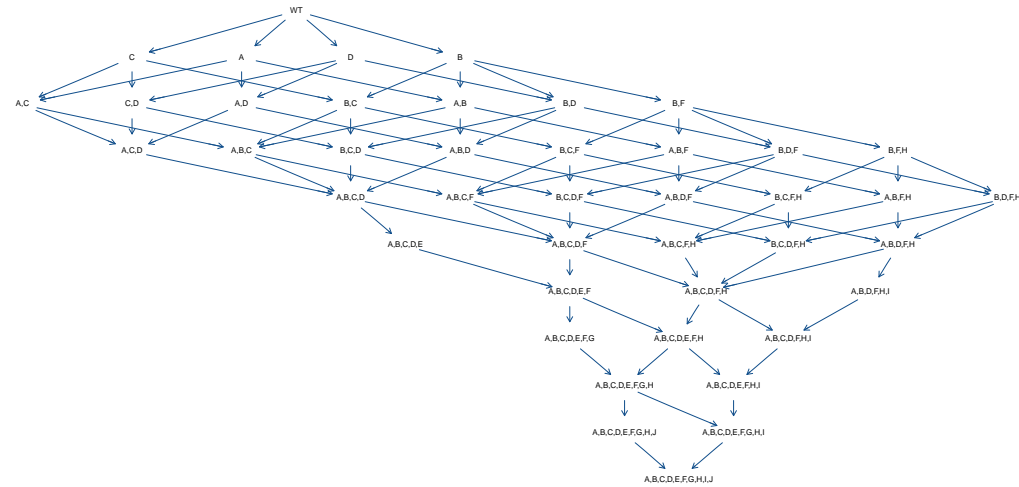 WT
C A D B
A,C C,D A,D B,C A,B B,D B,F
A,C,D A,B,C B,C,D A,B,D B,C,F A,B,F B,D,F B,F,H
A,B,C,D A,B,C,F B,C,D,F A,B,D,F B,C,F,H A,B,F,H B,D,F,H
A,B,C,D,E A,B,C,D,F A,B,C,F,H B,C,D,F,H A,B,D,F,H
A,B,C,D,E,F A,B,C,D,F,H A,B,D,F,H,I
A,B,C,D,E,F,G A,B,C,D,E,F,H A,B,C,D,F,H,I
A,B,C,D,E,F,G,H A,B,C,D,E,F,H,I
A,B,C,D,E,F,G,H,J A,B,C,D,E,F,G,H,I
A,B,C,D,E,F,G,H,I,J